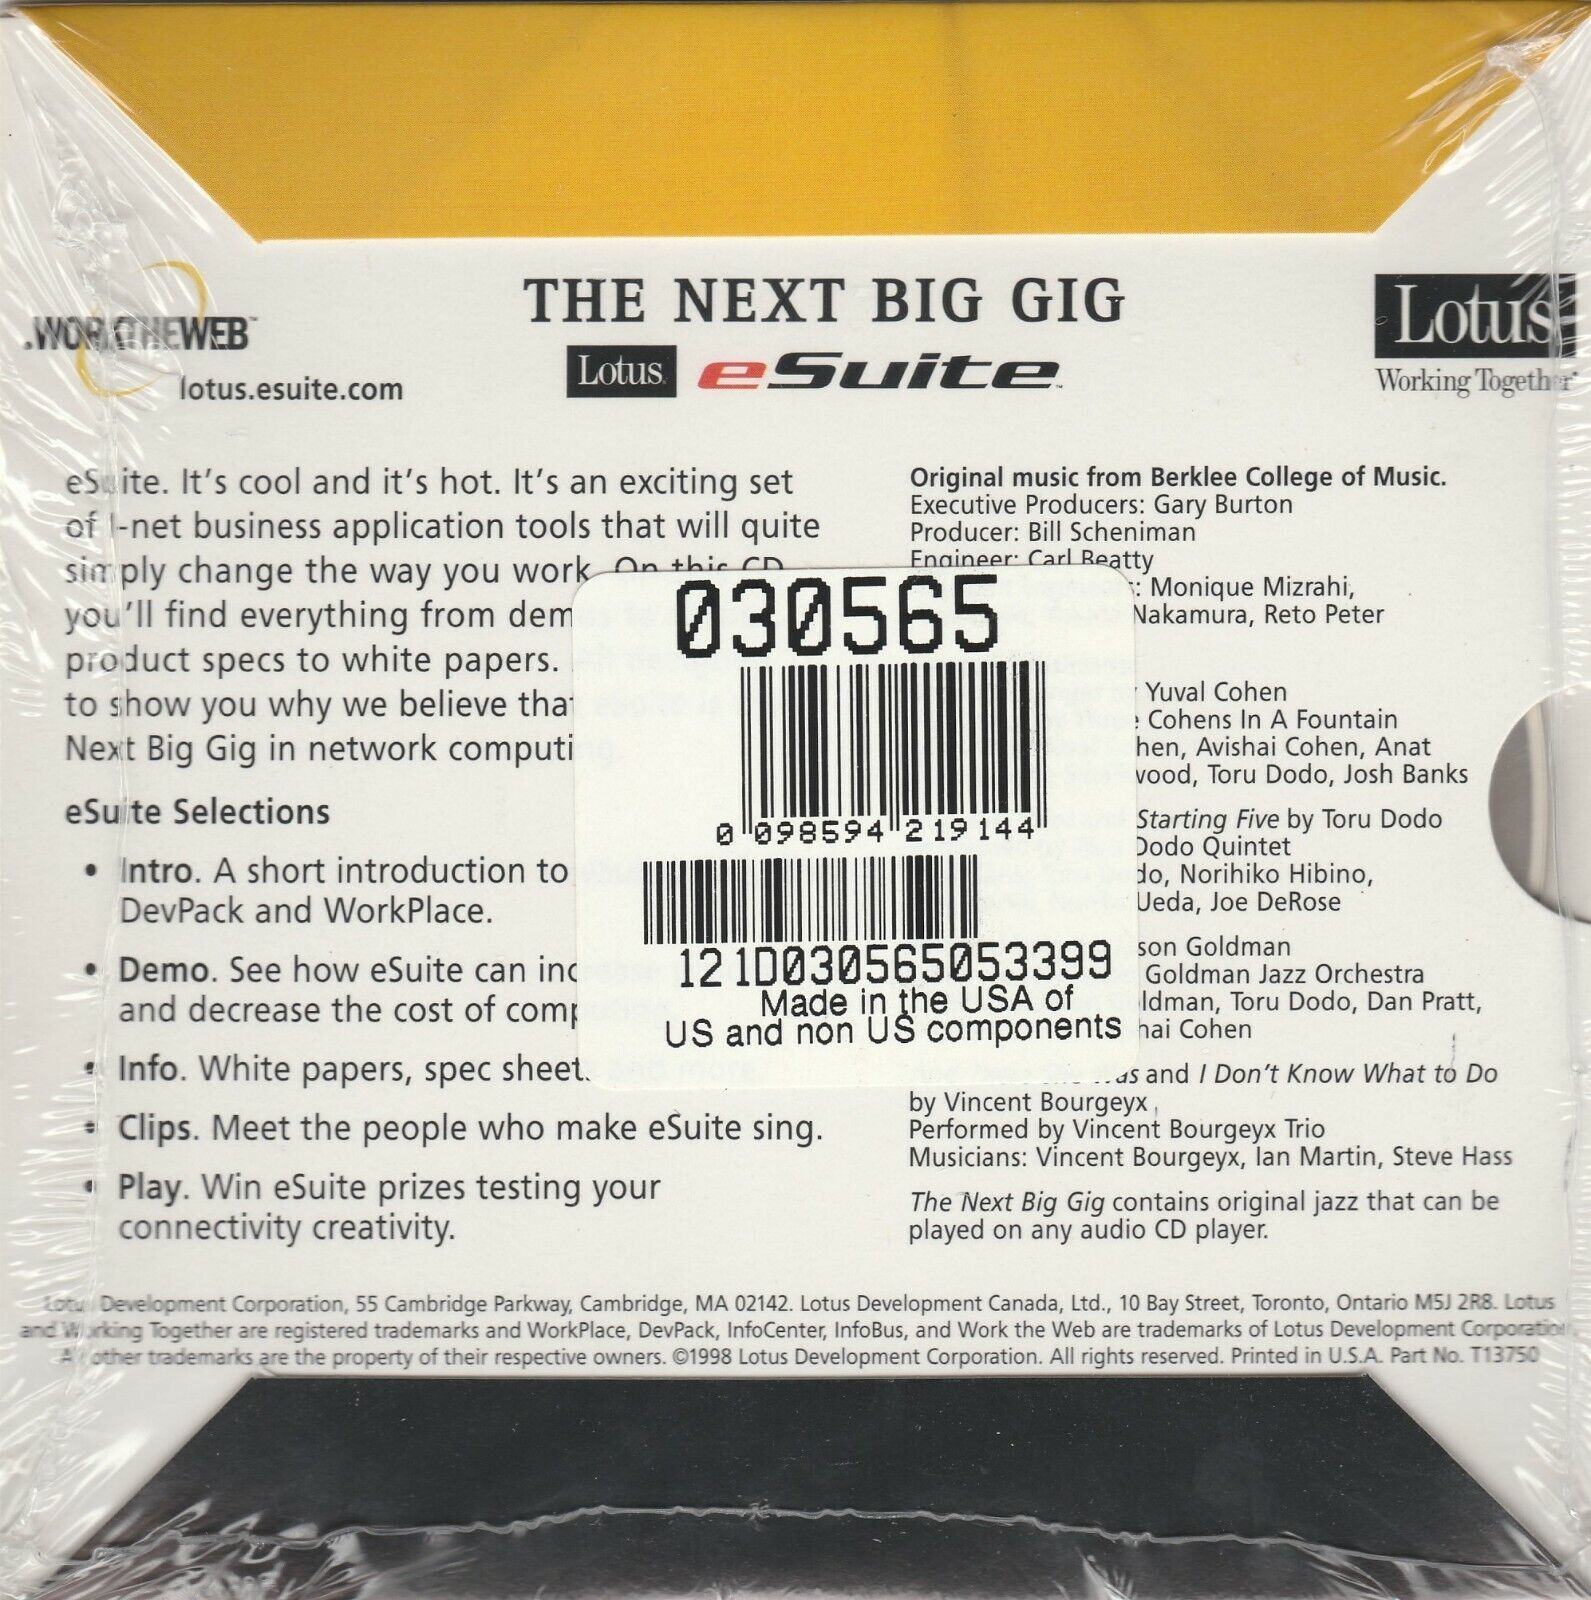 THE NEXT BIG GIG
.WORKTHEWEB™
lotus.esuite.com
Lotus. eSuite™
Lotus
Working Together®
eSuite. It's cool and it's hot. It's an exciting set
of I-net business application tools that will quite
simply change the way you work. On this CD
you'll find everything from dem
product specs to white papers.
to show you why we believe that
Next Big Gig in network computing.
eSuite Selections
• Intro. A short introduction to
DevPack and WorkPlace.
• Demo. See how eSuite can inc
and decrease the cost of computing.
• Info. White papers, spec sheets
• Clips. Meet the people who make eSuite sing.
• Play. Win eSuite prizes testing your
connectivity creativity.
Original music from Berklee College of Music.
Executive Producers: Gary Burton
Producer: Bill Scheniman
Engineer: Carl Beatty
: Monique Mizrahi,
Nakamura, Reto Peter
Yuval Cohen
Cohens In A Fountain
hen, Avishai Cohen, Anat
wood, Toru Dodo, Josh Banks
Starting Five by Toru Dodo
Dodo Quintet
do, Norihiko Hibino,
Ueda, Joe DeRose
son Goldman
Goldman Jazz Orchestra
ldman, Toru Dodo, Dan Pratt,
hai Cohen
Was and I Don't Know What to Do
by Vincent Bourgeyx
Performed by Vincent Bourgeyx Trio
Musicians: Vincent Bourgeyx, Ian Martin, Steve Hass
The Next Big Gig contains original jazz that can be
played on any audio CD player.
030565
0 098594 219144
121D030565053399
Made in the USA of
US and non US components
Lotus Development Corporation, 55 Cambridge Parkway, Cambridge, MA 02142. Lotus Development Canada, Ltd., 10 Bay Street, Toronto, Ontario M5J 2R8. Lotus
and Working Together are registered trademarks and WorkPlace, DevPack, InfoCenter, InfoBus, and Work the Web are trademarks of Lotus Development Corporation
All other trademarks are the property of their respective owners. ©1998 Lotus Development Corporation. All rights reserved. Printed in U.S.A. Part No. T13750